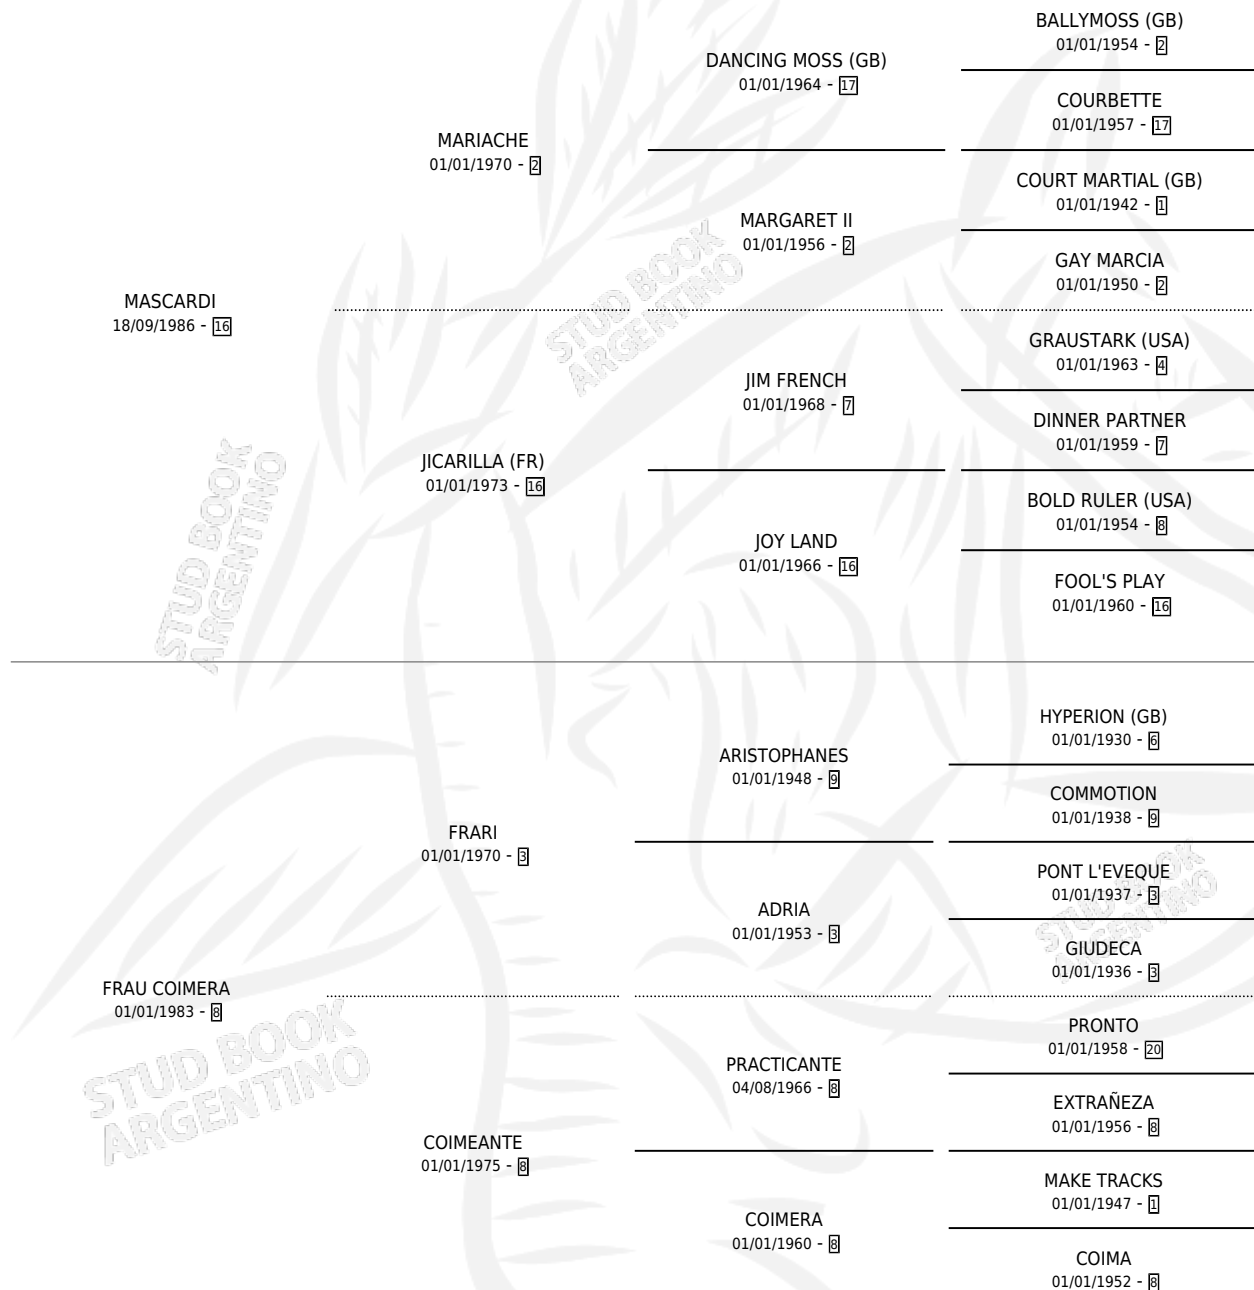 BALLYMOSS (GB)
01/01/1954 - 2
DANCING MOSS (GB)
01/01/1964 - 17
COURBETTE
01/01/1957 - 17
MARIACHE
01/01/1970 - 2
COURT MARTIAL (GB)
01/01/1942 - 1
MARGARET II
01/01/1956 - 2
GAY MARCIA
01/01/1950 - 2
MASCARDI
18/09/1986 - 16
GRAUSTARK (USA)
01/01/1963 - 4
JIM FRENCH
01/01/1968 - 7
DINNER PARTNER
01/01/1959 - 7
JICARILLA (FR)
01/01/1973 - 16
BOLD RULER (USA)
01/01/1954 - 8
JOY LAND
01/01/1966 - 16
FOOL'S PLAY
01/01/1960 - 16
HYPERION (GB)
01/01/1930 - 6
ARISTOPHANES
01/01/1948 - 9
COMMOTION
01/01/1938 - 9
FRARI
01/01/1970 - 3
PONT L'EVEQUE
01/01/1937 - 3
ADRIA
01/01/1953 - 3
GIUDECA
01/01/1936 - 3
FRAU COIMERA
01/01/1983 - 8
PRONTO
01/01/1958 - 20
PRACTICANTE
04/08/1966 - 8
EXTRAÑEZA
01/01/1956 - 8
COIMEANTE
01/01/1975 - 8
MAKE TRACKS
01/01/1947 - 1
COIMERA
01/01/1960 - 8
COIMA
01/01/1952 - 8
STUD BOOK
ARGENTINO
STUD BOOK
ARGENTINO
STUD BOOK
ARGENTINO
STUD BOOK
ARGENTINO